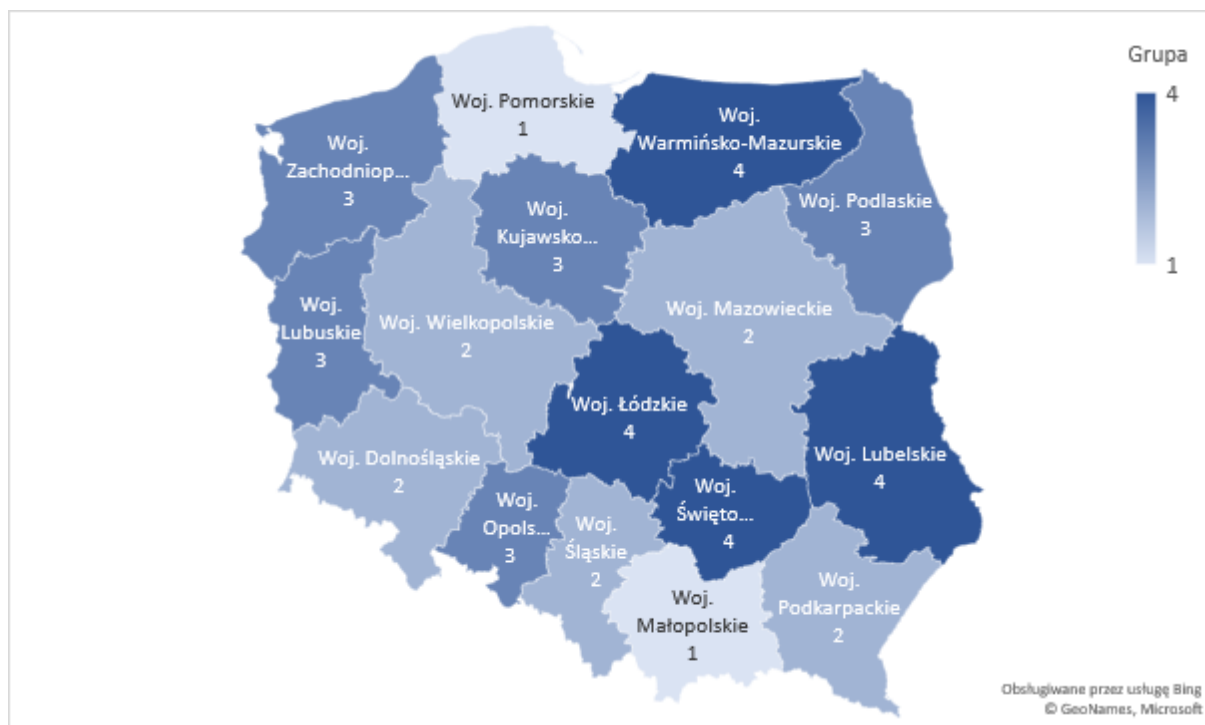 Grupa
4
1
Woj. Pomorskie
1
Woj.
Warmińsko-Mazurskie
4
Woj.
Zachodniop...
3
Woj. Podlaskie
3
Woj.
Kujawsko...
3
Woj. Mazowieckie
2
Woj.
Lubuskie
3
Woj. Wielkopolskie
2
Woj. Łódzkie
4
Woj. Lubelskie
4
Woj. Dolnośląskie
2
Woj.
Opols...
3
Woj.
Śląskie
2
Woj.
Święto...
4
Woj.
Małopolskie
1
Woj.
Podkarpackie
2
Obsługiwane przez usługę Bing
© GeoNames, Microsoft